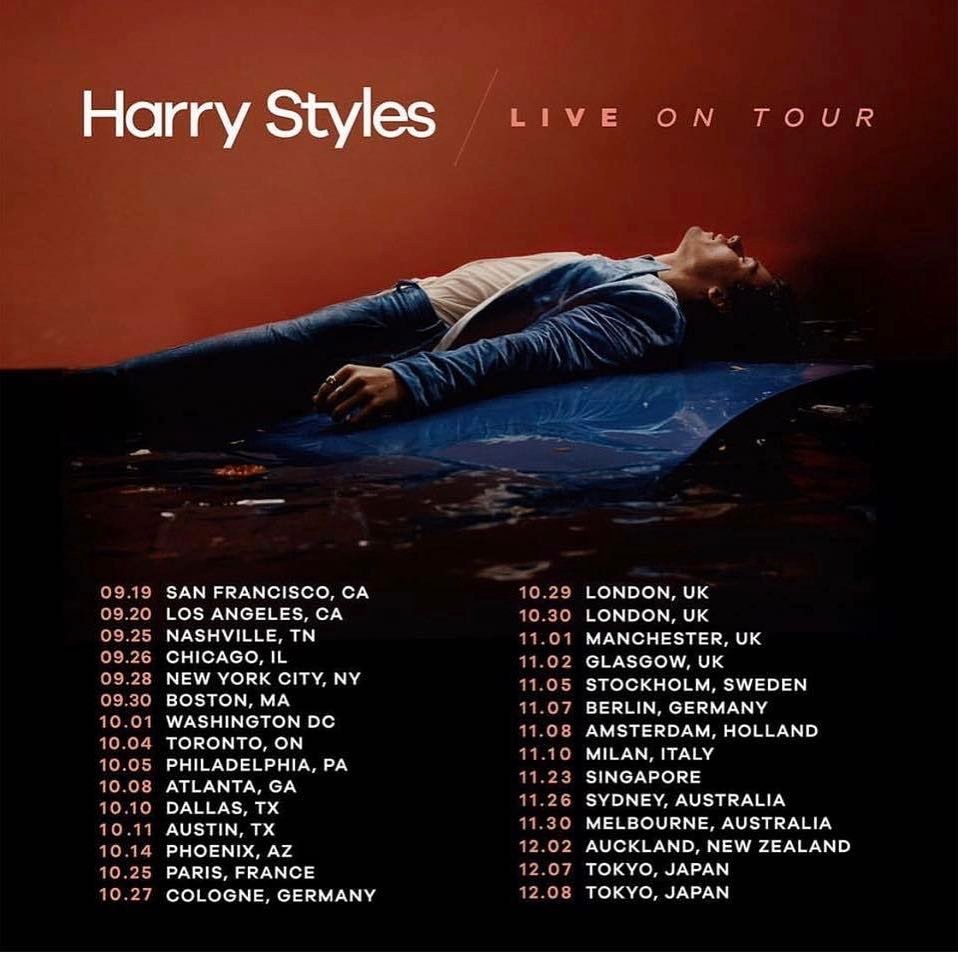 Harry Styles / LIVE ON TOUR
09.19 SAN FRANCISCO, CA
09.20 LOS ANGELES, CA
09.25 NASHVILLE, TN
09.26 CHICAGO, IL
09.28 NEW YORK CITY, NY
09.30 BOSTON, MA
10.01 WASHINGTON DC
10.04 TORONTO, ON
10.05 PHILADELPHIA, PA
10.08 ATLANTA, GA
10.10 DALLAS, TX
10.11 AUSTIN, TX
10.14 PHOENIX, AZ
10.25 PARIS, FRANCE
10.27 COLOGNE, GERMANY
10.29 LONDON, UK
10.30 LONDON, UK
11.01 MANCHESTER, UK
11.02 GLASGOW, UK
11.05 STOCKHOLM, SWEDEN
11.07 BERLIN, GERMANY
11.08 AMSTERDAM, HOLLAND
11.10 MILAN, ITALY
11.23 SINGAPORE
11.26 SYDNEY, AUSTRALIA
11.30 MELBOURNE, AUSTRALIA
12.02 AUCKLAND, NEW ZEALAND
12.07 TOKYO, JAPAN
12.08 TOKYO, JAPAN